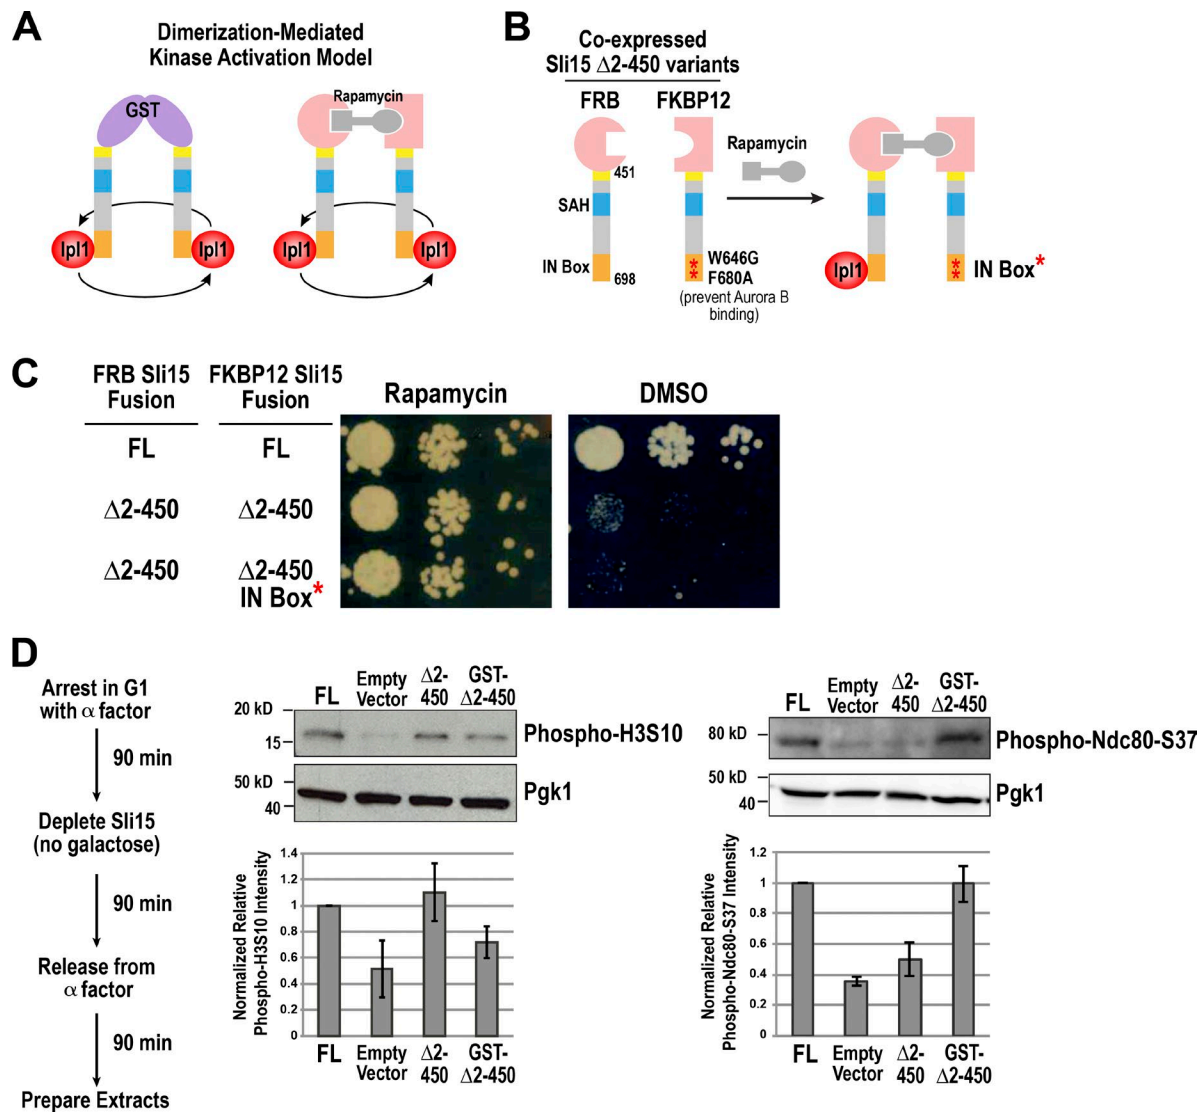 A
Dimerization-Mediated
Kinase Activation Model
GST
Rapamycin
Ipl1
Ipl1
Ipl1
Ipl1
B
Co-expressed
Sli15 Δ2-450 variants
FRB
FKBP12
451
SAH
IN Box
698
W646G
F680A
(prevent Aurora B
binding)
**
Rapamycin
Ipl1
**
IN Box*
C
FRB Sli15
Fusion
FKBP12 Sli15
Fusion
Rapamycin
DMSO
FL
FL
Δ2-450
Δ2-450
Δ2-450
Δ2-450
IN Box*
D
Arrest in G1
with α factor
90 min
Deplete Sli15
(no galactose)
90 min
Release from
α factor
90 min
Prepare Extracts
FL
Empty
Vector
Δ2-
450
GST-
Δ2-450
20 kD
15
Phospho-H3S10
50 kD
40
Pgk1
Normalized Relative
Phospho-H3S10 Intensity
1.4
1.2
1
0.8
0.6
0.4
0.2
0
FL
Empty
Vector
Δ2-
450
GST-
Δ2-450
FL
Empty
Vector
Δ2-
450
GST-
Δ2-450
80 kD
Phospho-Ndc80-S37
50 kD
40
Pgk1
Normalized Relative
Phospho-Ndc80-S37 Intensity
1.2
1
0.8
0.6
0.4
0.2
0
FL
Empty
Vector
Δ2-
450
GST-
Δ2-450